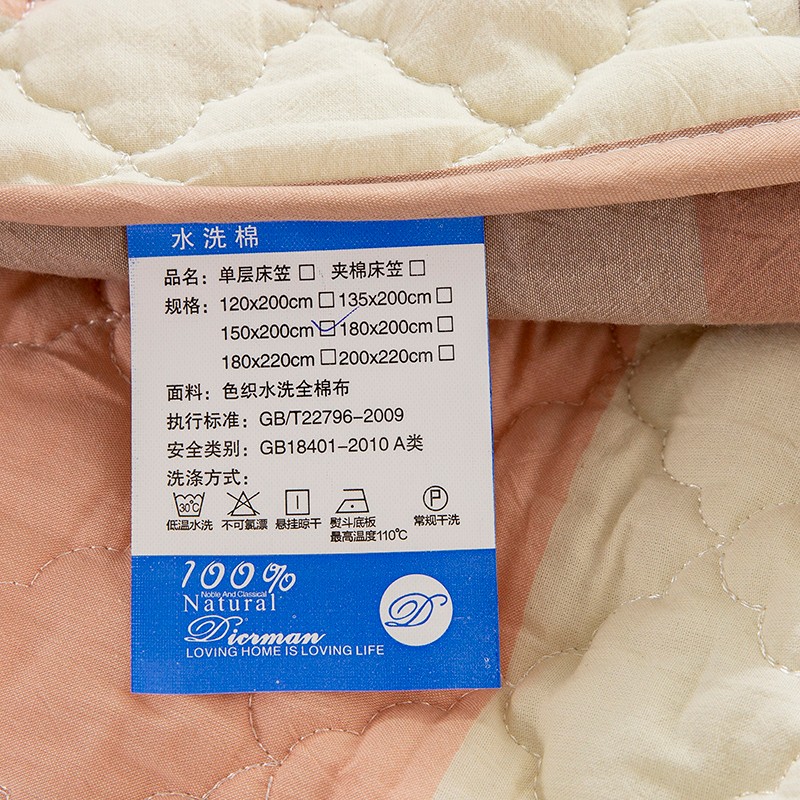 水洗棉
品名：单层床笠 □ 夹棉床笠 □
规格：120x200cm □ 135x200cm □
150x200cm □ 180x200cm □
180x220cm □ 200x220cm □
面料：色织水洗全棉布
执行标准：GB/T22796-2009
安全类别：GB18401-2010 A类
洗涤方式：
30℃
P
低温水洗 不可氯漂 悬挂晾干 熨斗底板 常规干洗
最高温度110℃
100%
Noble And Classical
Natural
Dierman
D
LOVING HOME IS LOVING LIFE